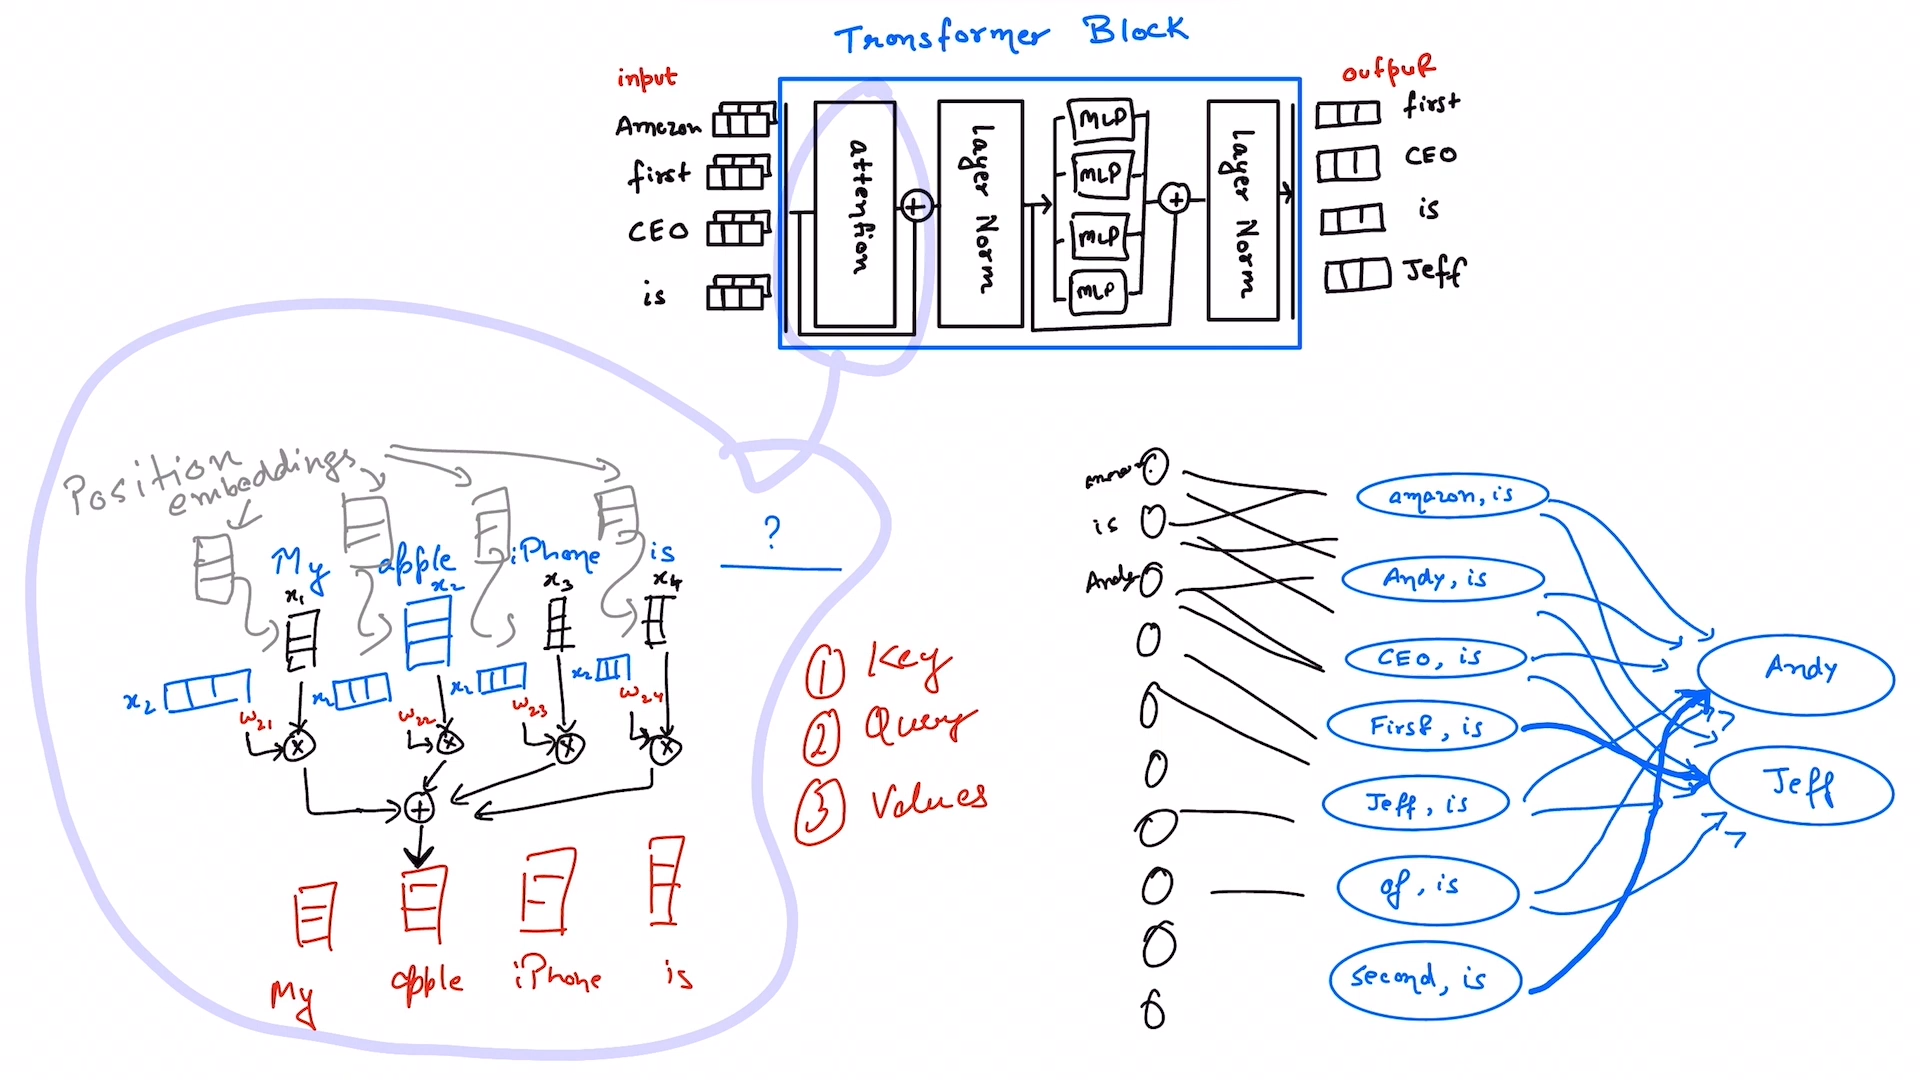 Transformer Block
input
output
Amazon
first
CEO
is
attention
Layer Norm
MLP
MLP
MLP
MLP
Layer Norm
first
CEO
is
Jeff
Position
embeddings
My apple iPhone is ?
x1 x2 x3 x4
x2 x2 x2 x2
w21 w22 w23 w24
My apple iPhone is
1 Key
2 Query
3 Values
is
Andy
amazon, is
Andy, is
CEO, is
First, is
Jeff, is
of, is
second, is
Andy
Jeff